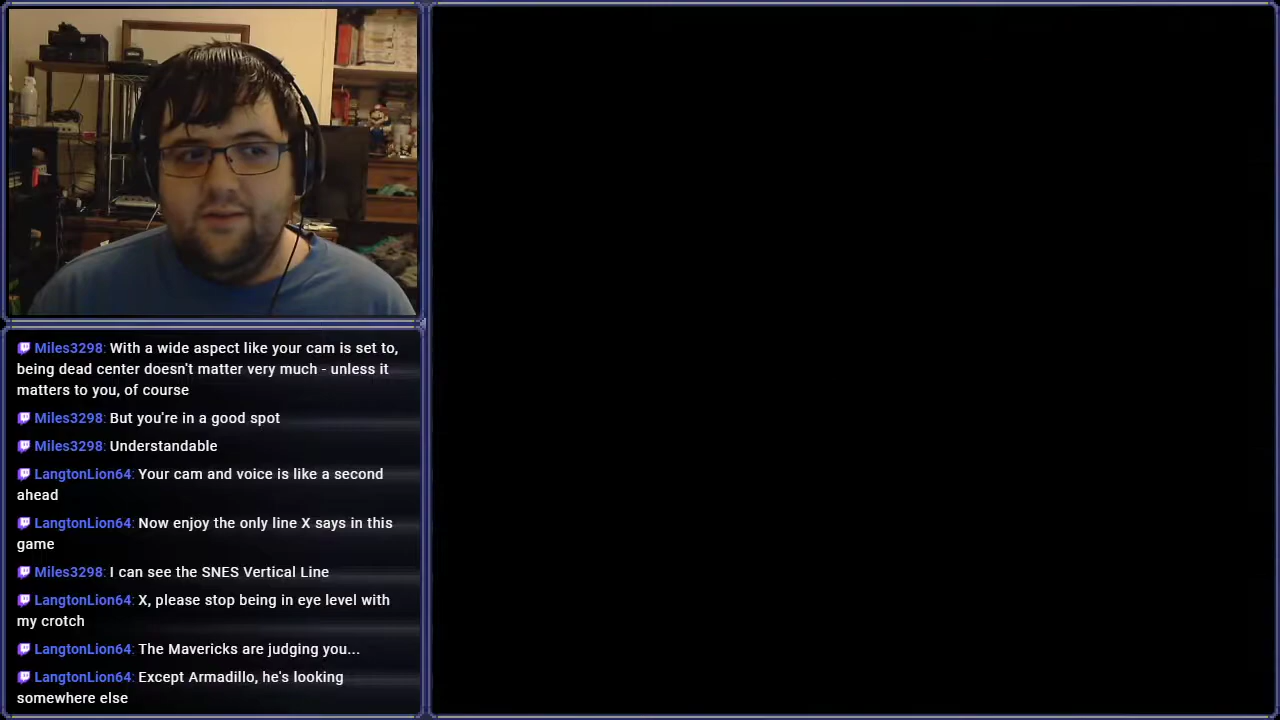 Miles3298: With a wide aspect like your cam is set to,
being dead center doesn't matter very much - unless it
matters to you, of course
Miles3298: But you're in a good spot
Miles3298: Understandable
LangtonLion64: Your cam and voice is like a second
ahead
LangtonLion64: Now enjoy the only line X says in this
game
Miles3298: I can see the SNES Vertical Line
LangtonLion64: X, please stop being in eye level with
my crotch
LangtonLion64: The Mavericks are judging you...
LangtonLion64: Except Armadillo, he's looking
somewhere else